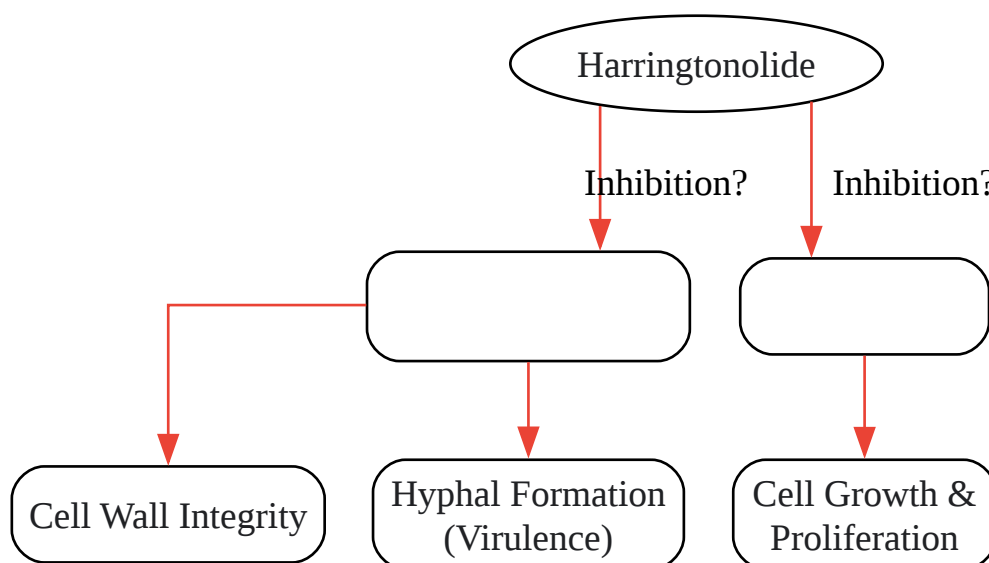 Harringtonolide
Inhibition?
Inhibition?
Cell Wall Integrity
Hyphal Formation
(Virulence)
Cell Growth &
Proliferation